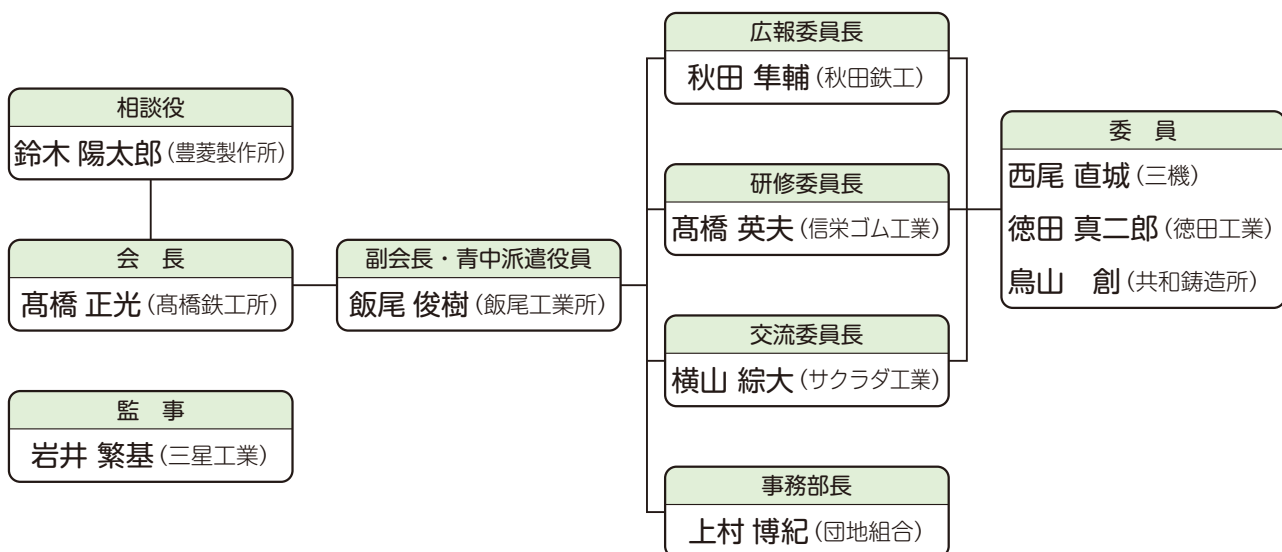 相談役
鈴木 陽太郎 (豊菱製作所)
会　長
髙橋 正光 (髙橋鉄工所)
監　事
岩井 繁基 (三星工業)
副会長・青中派遣役員
飯尾 俊樹 (飯尾工業所)
広報委員長
秋田 隼輔 (秋田鉄工)
研修委員長
髙橋 英夫 (信栄ゴム工業)
交流委員長
横山 綜大 (サクラダ工業)
事務部長
上村 博紀 (団地組合)
委　員
西尾 直城 (三機)
徳田 真二郎 (徳田工業)
鳥山　創 (共和鋳造所)